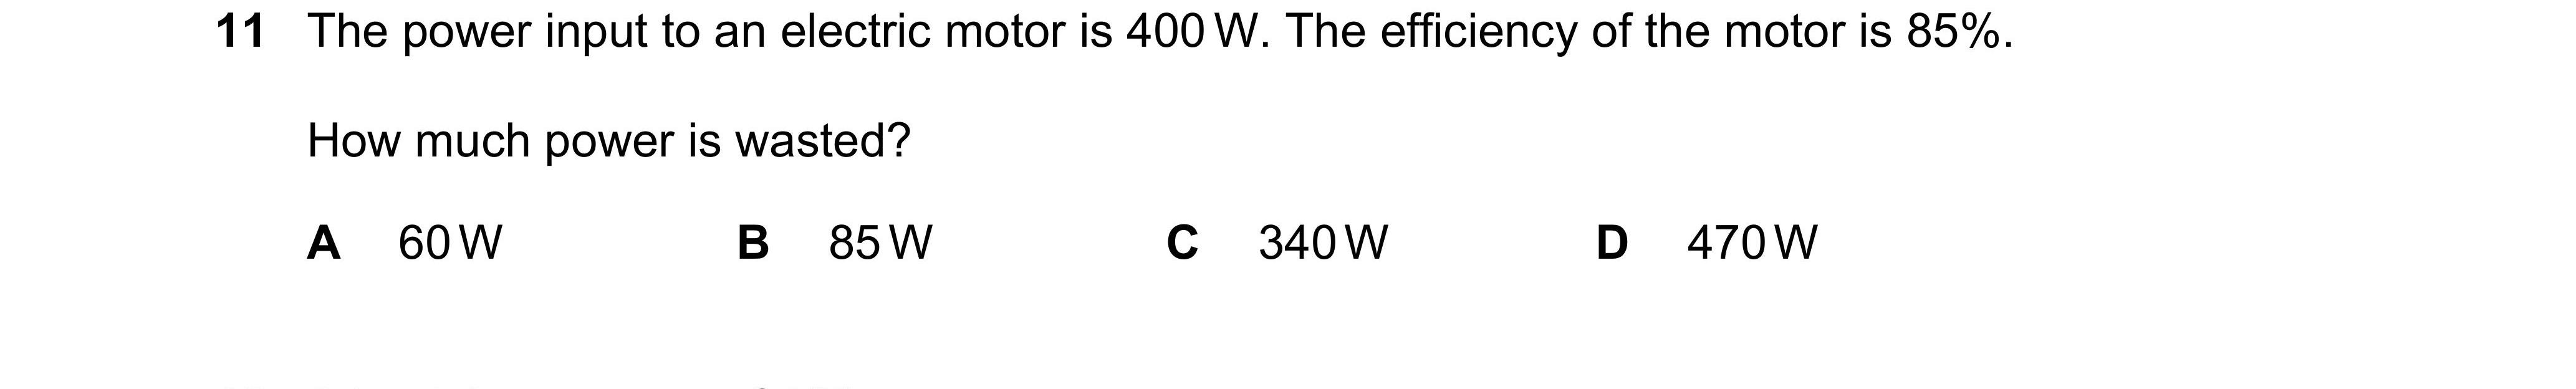 11 The power input to an electric motor is 400 W. The efficiency of the motor is 85%.
How much power is wasted?
A 60 W B 85 W C 340 W D 470 W